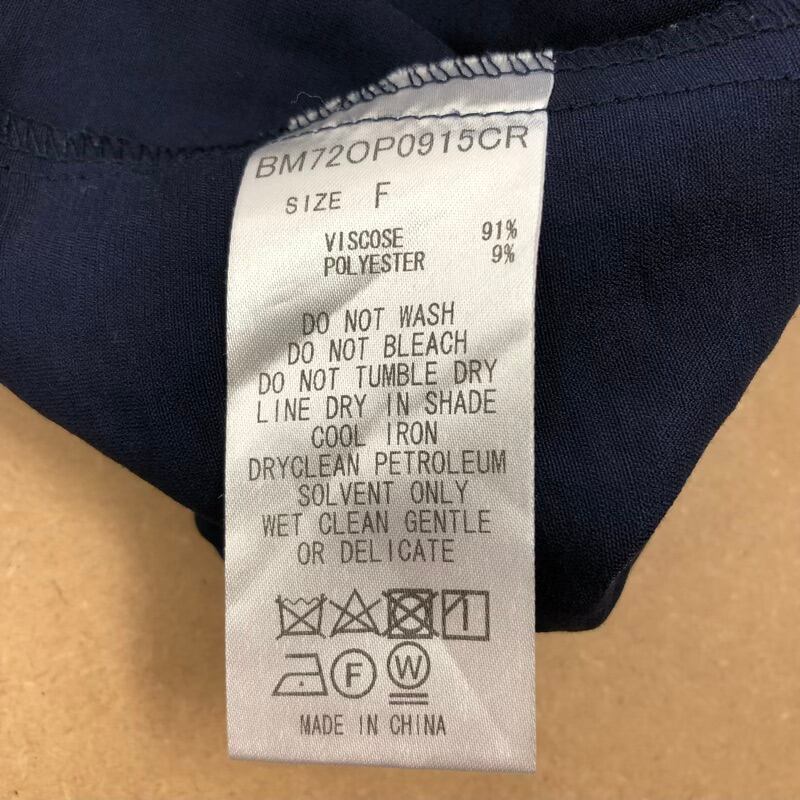 BM72OP0915CR
SIZE F
VISCOSE 91%
POLYESTER 9%
DO NOT WASH
DO NOT BLEACH
DO NOT TUMBLE DRY
LINE DRY IN SHADE
COOL IRON
DRYCLEAN PETROLEUM
SOLVENT ONLY
WET CLEAN GENTLE
OR DELICATE
F W
MADE IN CHINA